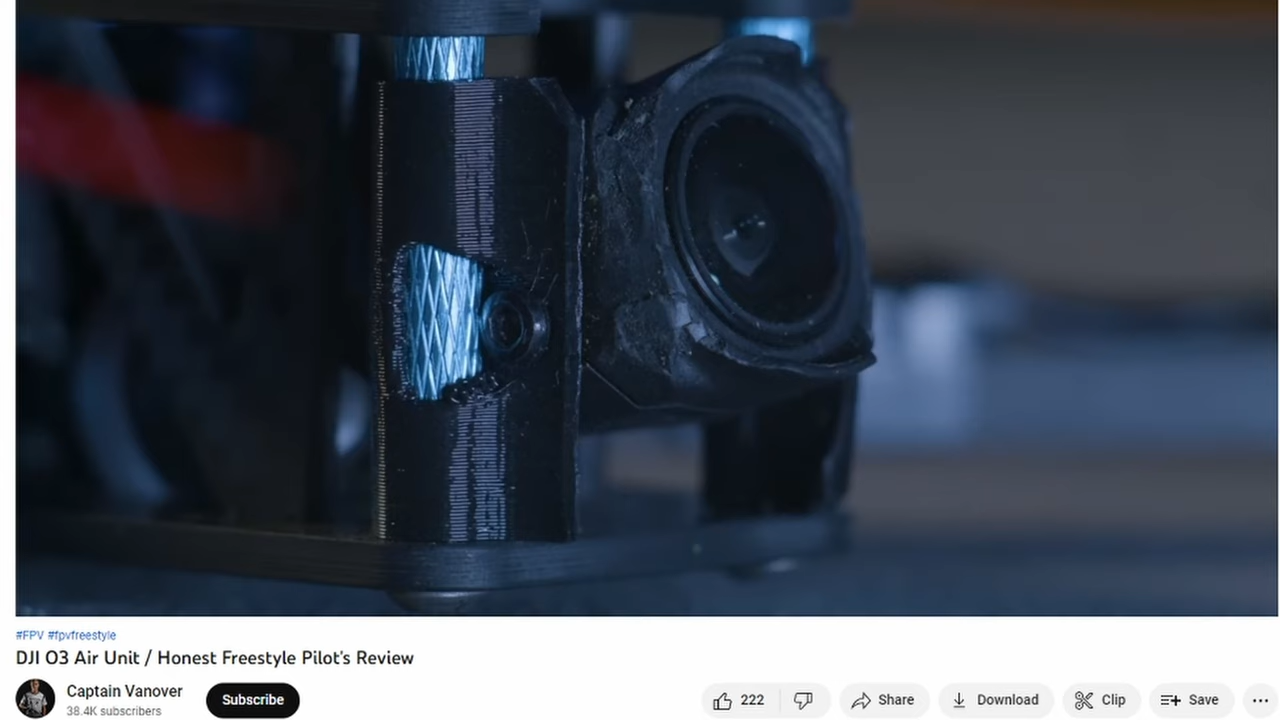 #FPV #fpvfreestyle
DJI O3 Air Unit / Honest Freestyle Pilot's Review
Captain Vanover
38.4K subscribers
Subscribe
222
Share
Download
Clip
Save